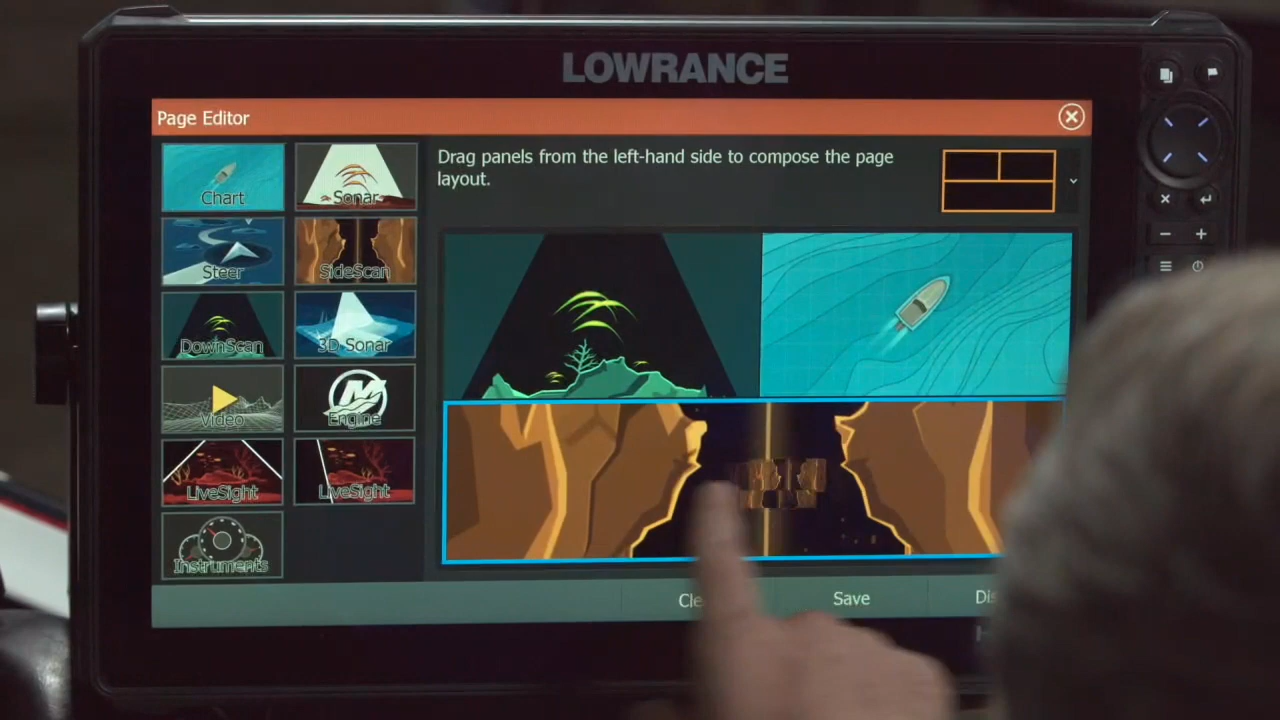 LOWRANCE
Page Editor
Drag panels from the left-hand side to compose the page
layout.
Chart
Sonar
Steer
SideScan
DownScan
3D Sonar
Video
Engine
LiveSight
LiveSight
Instruments
Save